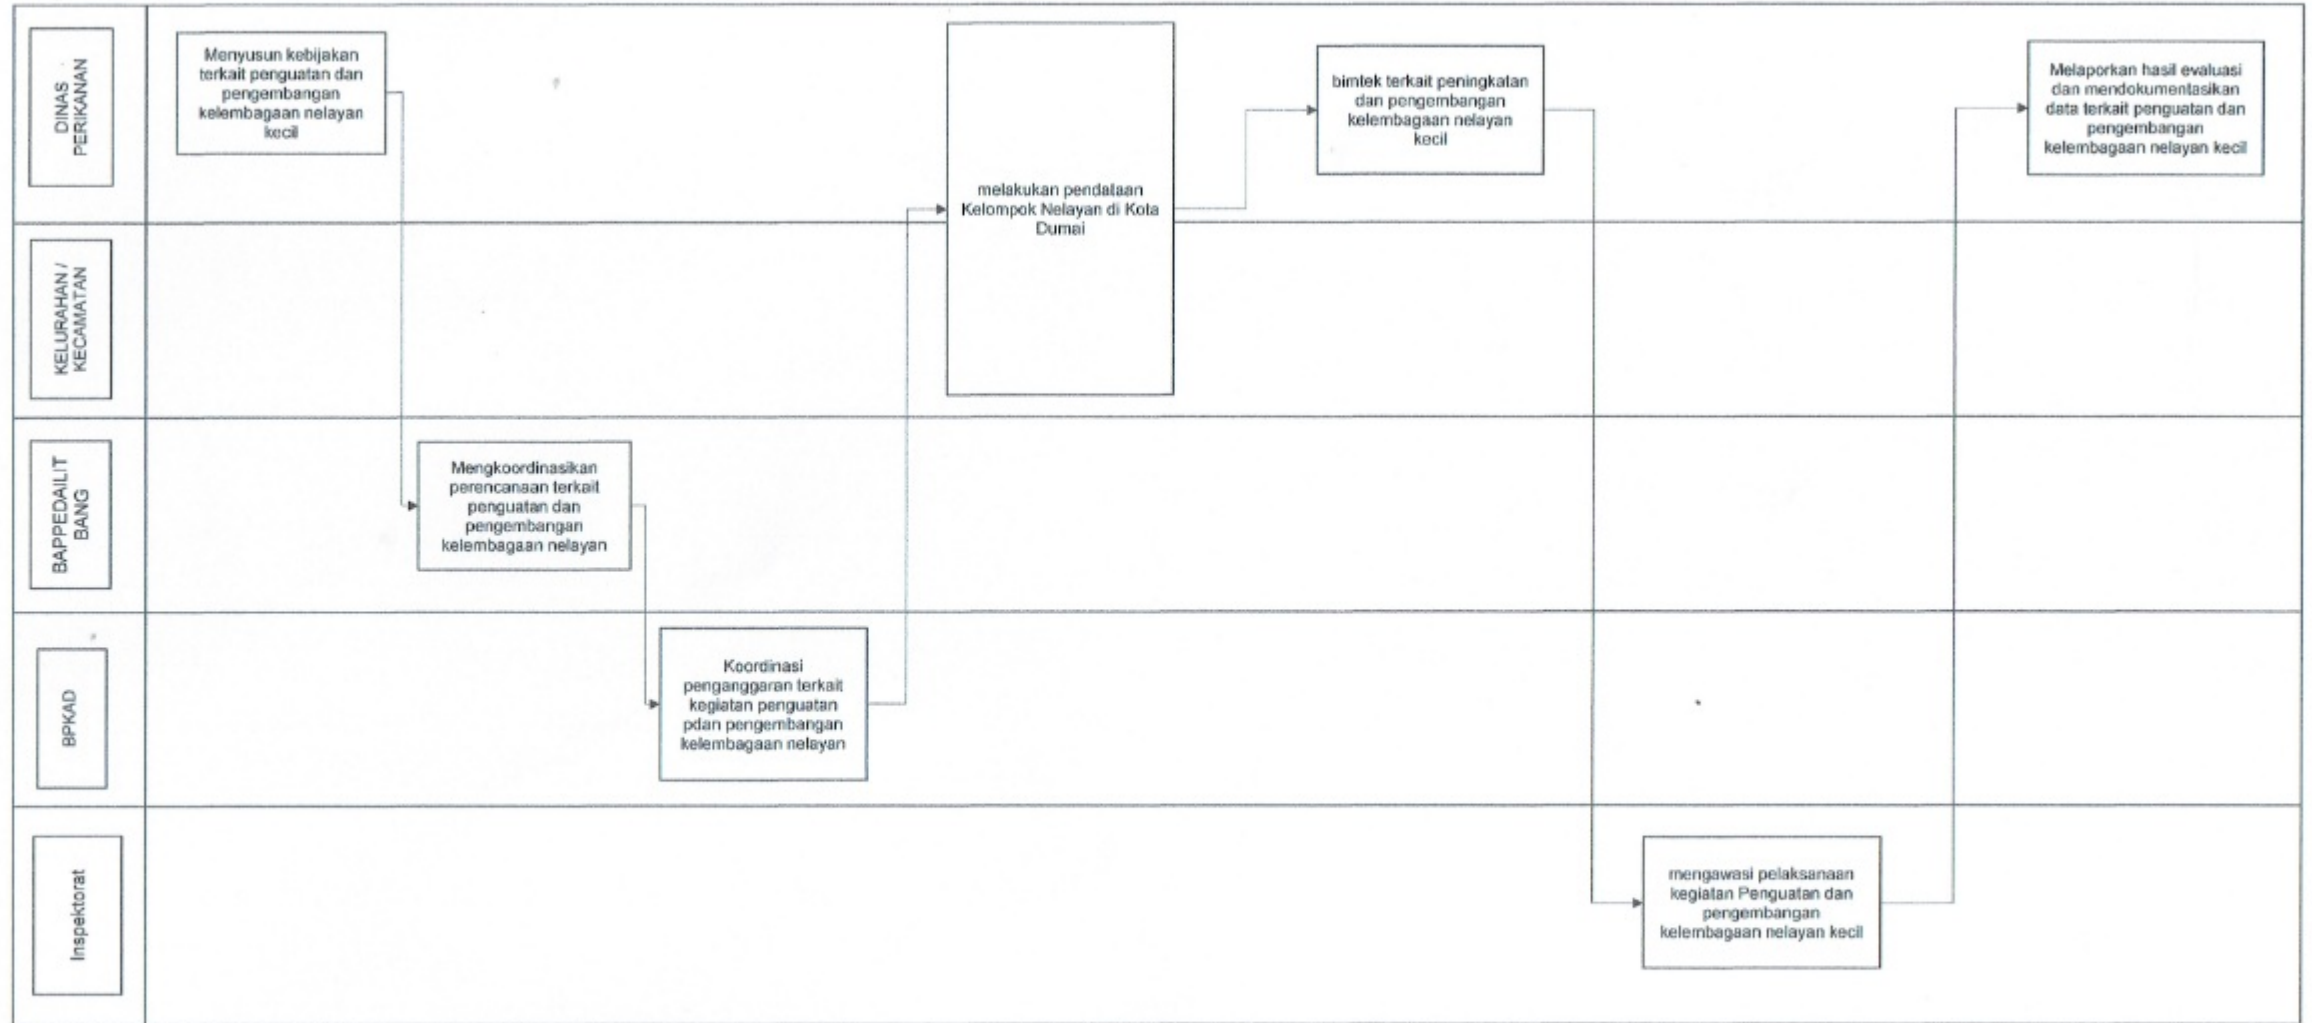 DINAS
PERIKANAN
Menyusun kebijakan
terkait penguatan dan
pengembangan
kelembagaan nelayan
kecil
melakukan pendataan
Kelompok Nelayan di Kota
Dumai
bimtek terkait peningkatan
dan pengembangan
kelembagaan nelayan
kecil
Melaporkan hasil evaluasi
dan mendokumentasikan
data terkait penguatan dan
pengembangan
kelembagaan nelayan kecil
KELURAHAN /
KECAMATAN
BAPPEDAILIT
BANG
Mengkoordinasikan
perencanaan terkait
penguatan dan
pengembangan
kelembagaan nelayan
BPKAD
Koordinasi
penganggaran terkait
kegiatan penguatan
pdan pengembangan
kelembagaan nelayan
Inspektorat
mengawasi pelaksanaan
kegiatan Penguatan dan
pengembangan
kelembagaan nelayan kecil